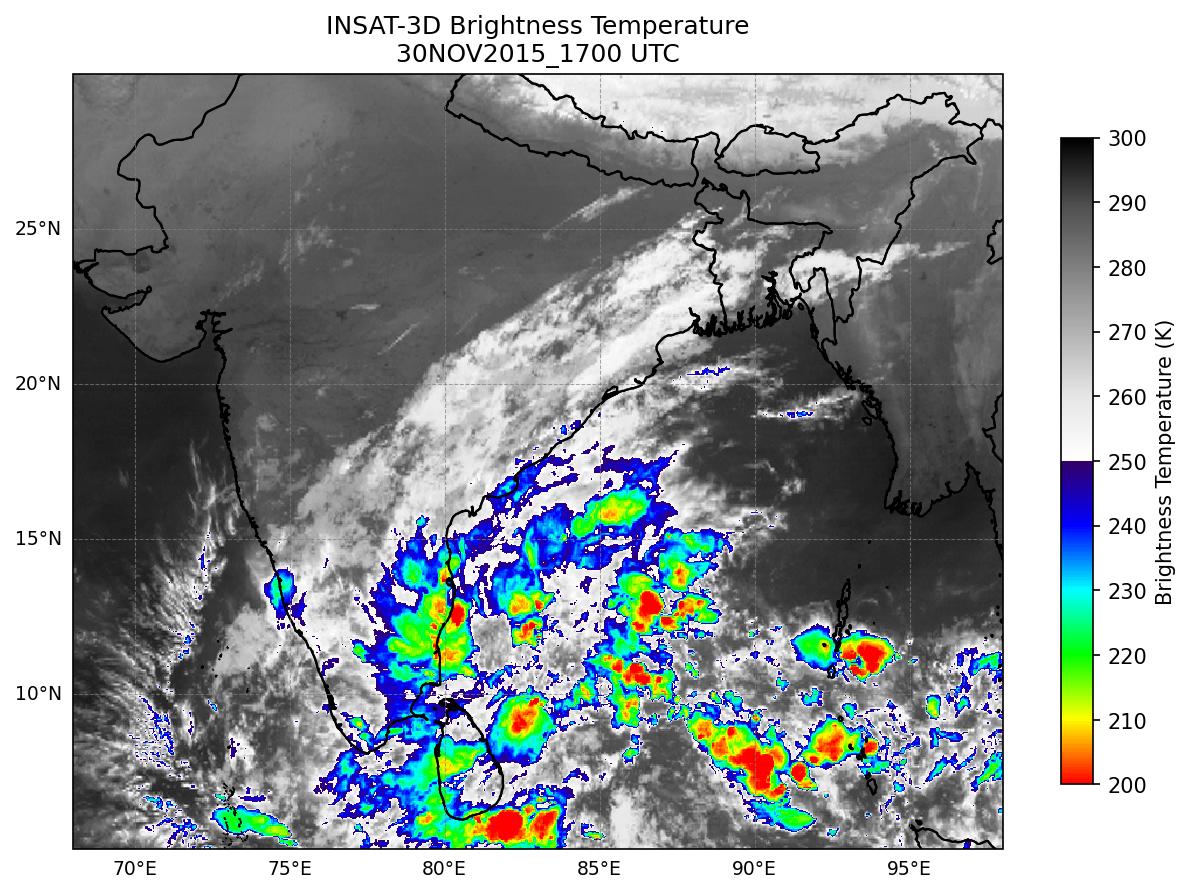 INSAT-3D Brightness Temperature
30NOV2015_1700 UTC
25°N
20°N
15°N
10°N
70°E
75°E
80°E
85°E
90°E
95°E
300
290
280
270
260
250
240
230
220
210
200
Brightness Temperature (K)